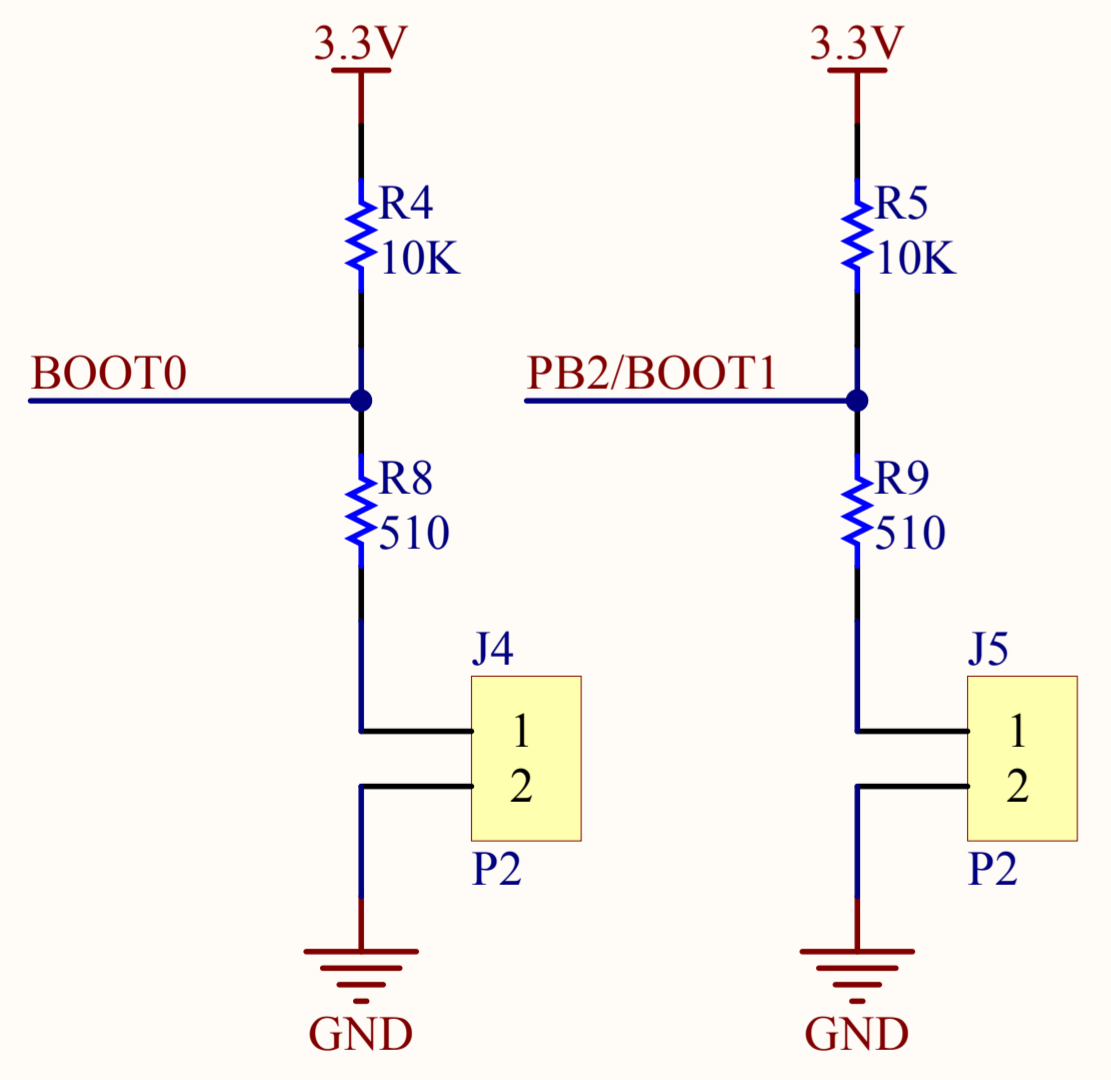 3.3V
R4
10K
BOOT0
R8
510
J4
1
2
P2
GND
3.3V
R5
10K
PB2/BOOT1
R9
510
J5
1
2
P2
GND